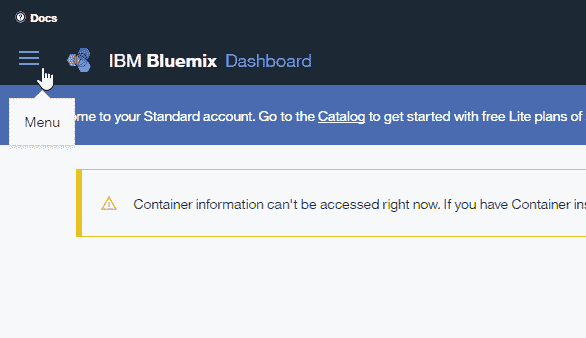 Docs
IBM Bluemix Dashboard
Menu
ome to your Standard account. Go to the Catalog to get started with free Lite plans of
Container information can't be accessed right now. If you have Container ins